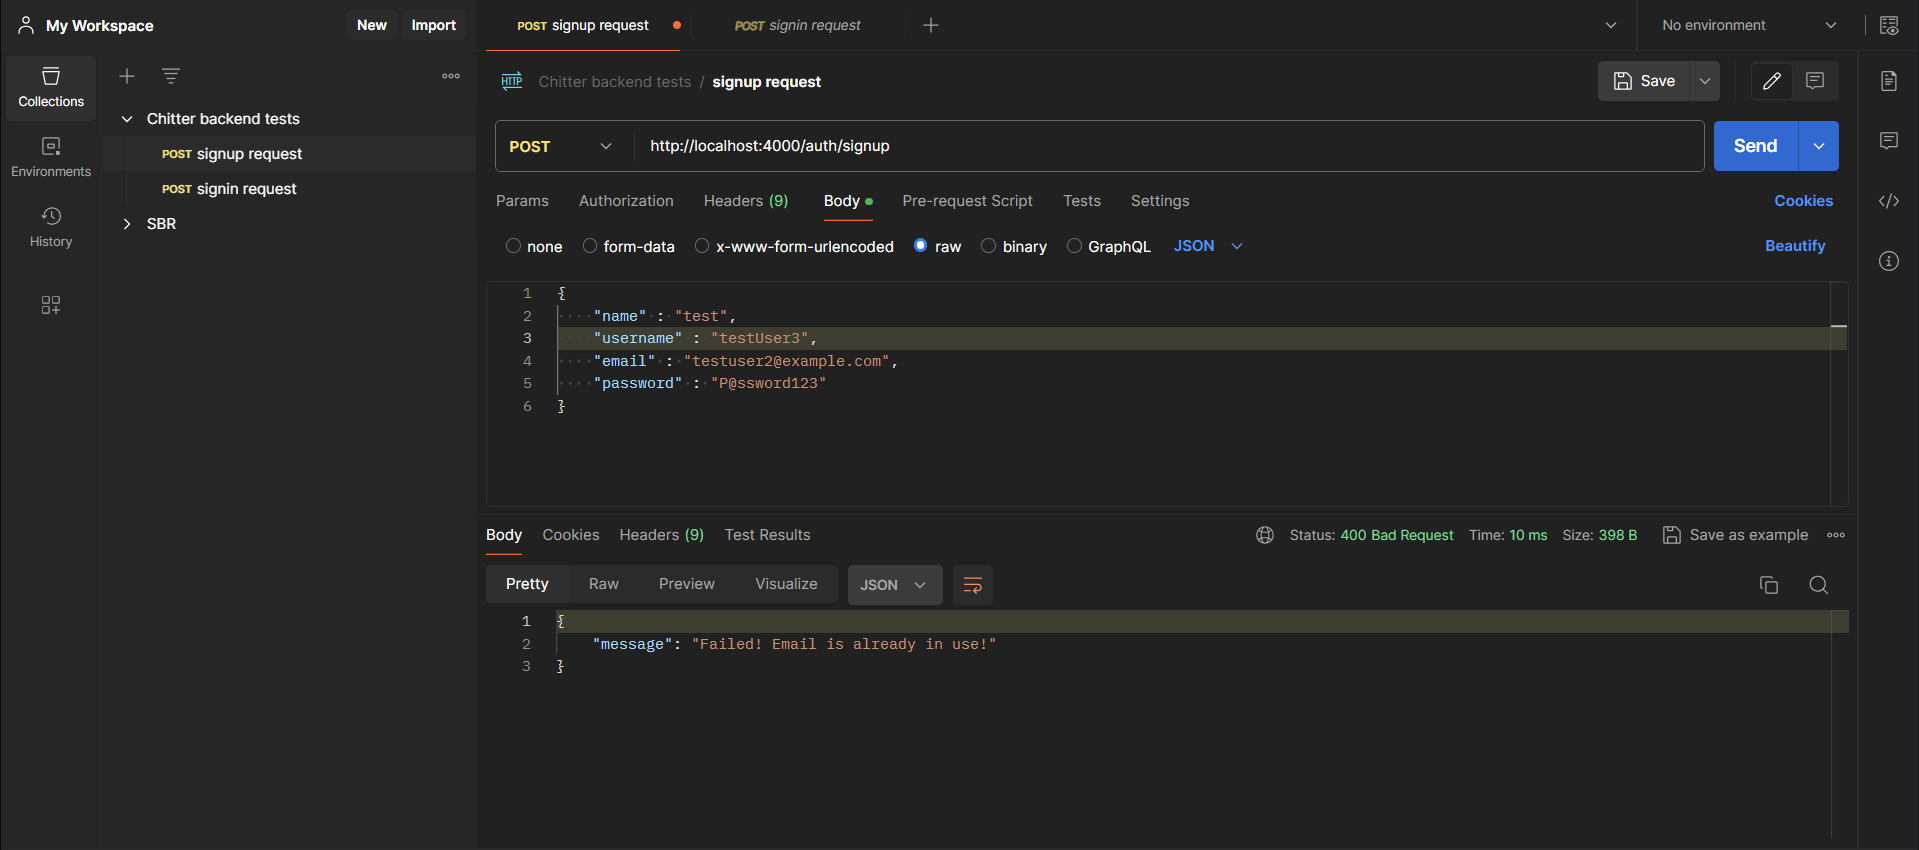 My Workspace
New
Import
POST signup request
POST signin request
No environment
Collections
Environments
History
Chitter backend tests
POST signup request
POST signin request
SBR
HTTP
Chitter backend tests / signup request
Save
POST
http://localhost:4000/auth/signup
Send
Params
Authorization
Headers (9)
Body
Pre-request Script
Tests
Settings
Cookies
none
form-data
x-www-form-urlencoded
raw
binary
GraphQL
JSON
Beautify
1 {
2 "name" : "test",
3 "username" : "testUser3",
4 "email" : "testuser2@example.com",
5 "password" : "P@ssword123"
6 }
Body
Cookies
Headers (9)
Test Results
Status: 400 Bad Request
Time: 10 ms
Size: 398 B
Save as example
Pretty
Raw
Preview
Visualize
JSON
1 {
2 "message": "Failed! Email is already in use!"
3 }